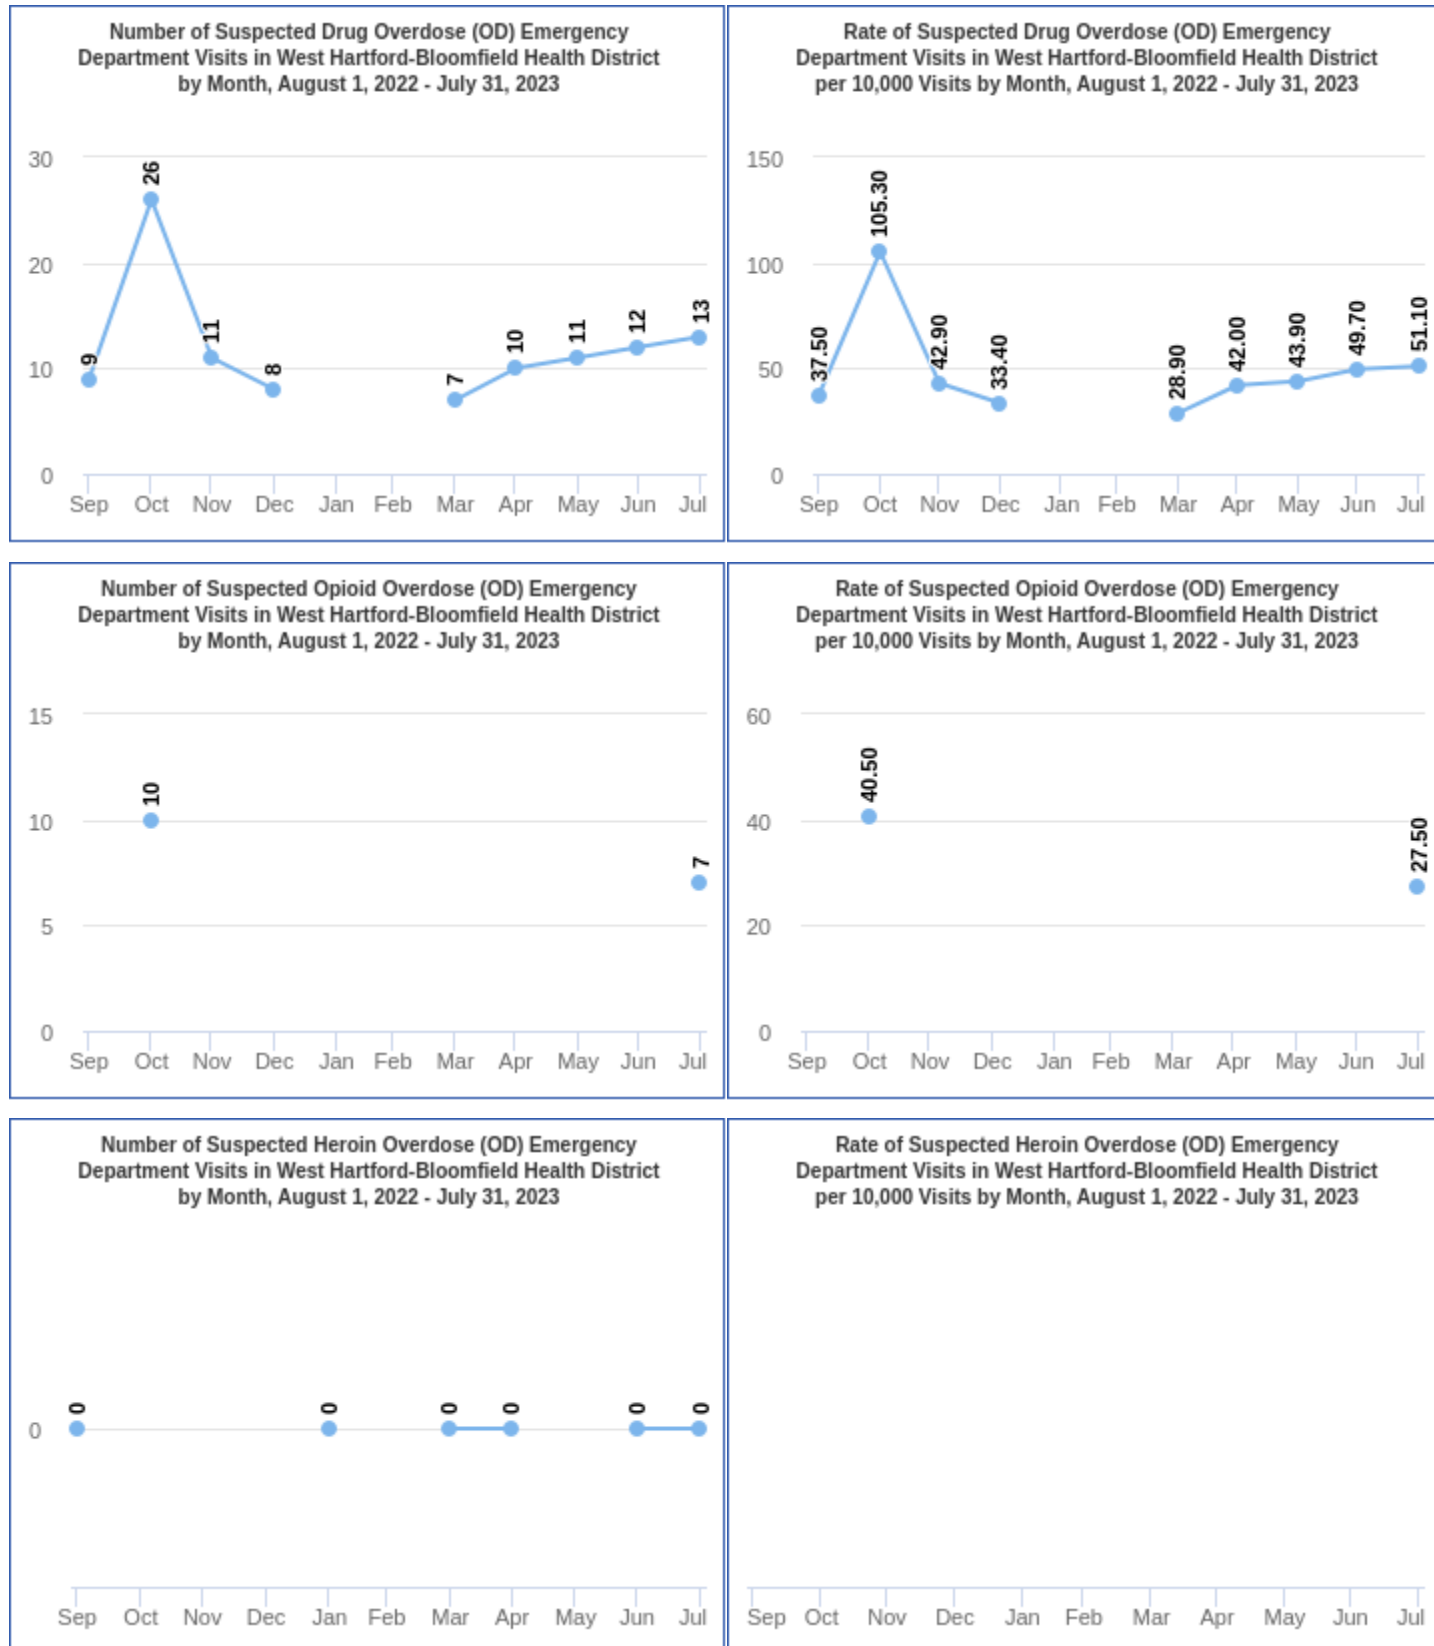 Number of Suspected Drug Overdose (OD) Emergency
Department Visits in West Hartford-Bloomfield Health District
by Month, August 1, 2022 - July 31, 2023
30
20
10
0
9
26
11
8
7
10
11
12
13
Sep Oct Nov Dec Jan Feb Mar Apr May Jun Jul
Rate of Suspected Drug Overdose (OD) Emergency
Department Visits in West Hartford-Bloomfield Health District
per 10,000 Visits by Month, August 1, 2022 - July 31, 2023
150
100
50
0
37.50
105.30
42.90
33.40
28.90
42.00
43.90
49.70
51.10
Sep Oct Nov Dec Jan Feb Mar Apr May Jun Jul
Number of Suspected Opioid Overdose (OD) Emergency
Department Visits in West Hartford-Bloomfield Health District
by Month, August 1, 2022 - July 31, 2023
15
10
5
0
10
7
Sep Oct Nov Dec Jan Feb Mar Apr May Jun Jul
Rate of Suspected Opioid Overdose (OD) Emergency
Department Visits in West Hartford-Bloomfield Health District
per 10,000 Visits by Month, August 1, 2022 - July 31, 2023
60
40
20
0
40.50
27.50
Sep Oct Nov Dec Jan Feb Mar Apr May Jun Jul
Number of Suspected Heroin Overdose (OD) Emergency
Department Visits in West Hartford-Bloomfield Health District
by Month, August 1, 2022 - July 31, 2023
0
0
0
0
0
0
0
Sep Oct Nov Dec Jan Feb Mar Apr May Jun Jul
Rate of Suspected Heroin Overdose (OD) Emergency
Department Visits in West Hartford-Bloomfield Health District
per 10,000 Visits by Month, August 1, 2022 - July 31, 2023
Sep Oct Nov Dec Jan Feb Mar Apr May Jun Jul